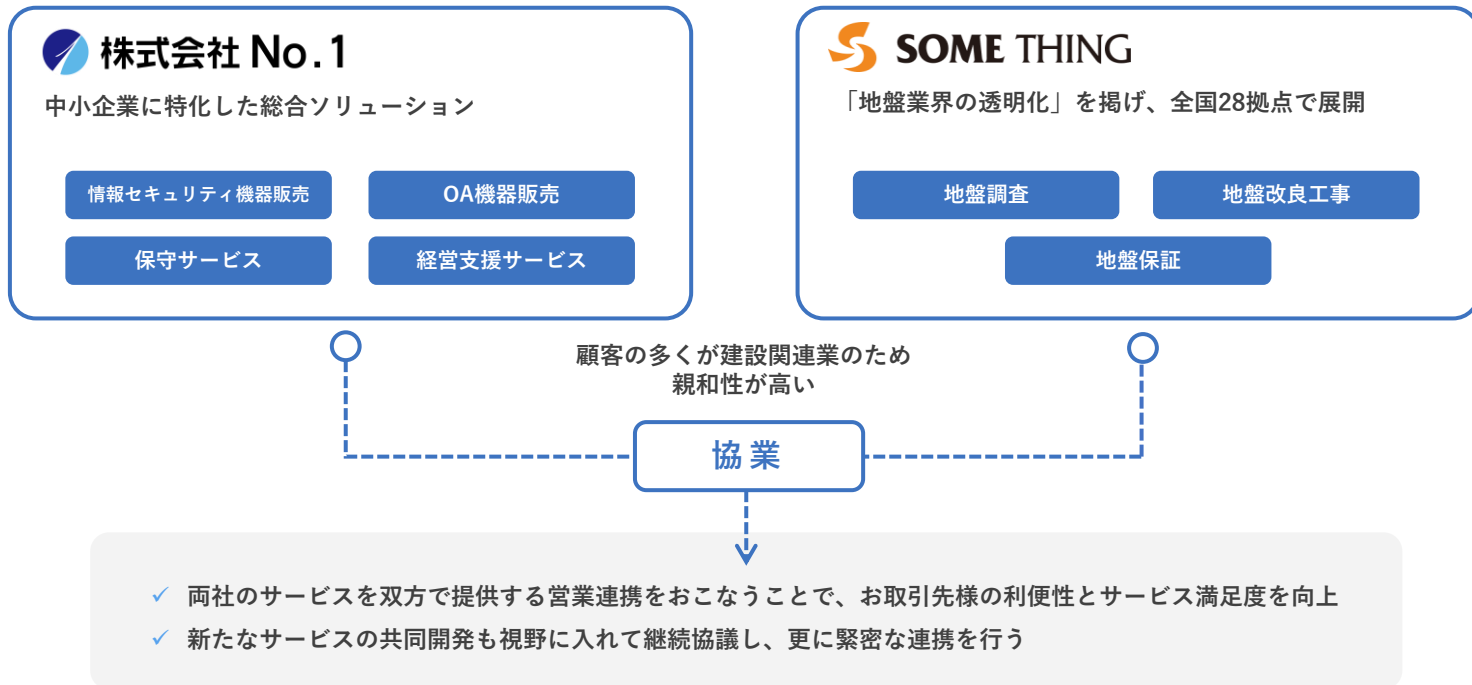 株式会社 No.1
中小企業に特化した総合ソリューション
情報セキュリティ機器販売
OA機器販売
保守サービス
経営支援サービス
SOME THING
「地盤業界の透明化」を掲げ、全国28拠点で展開
地盤調査
地盤改良工事
地盤保証
顧客の多くが建設関連業のため
親和性が高い
協業
✓ 両社のサービスを双方で提供する営業連携をおこなうことで、お取引先様の利便性とサービス満足度を向上
✓ 新たなサービスの共同開発も視野に入れて継続協議し、更に緊密な連携を行う